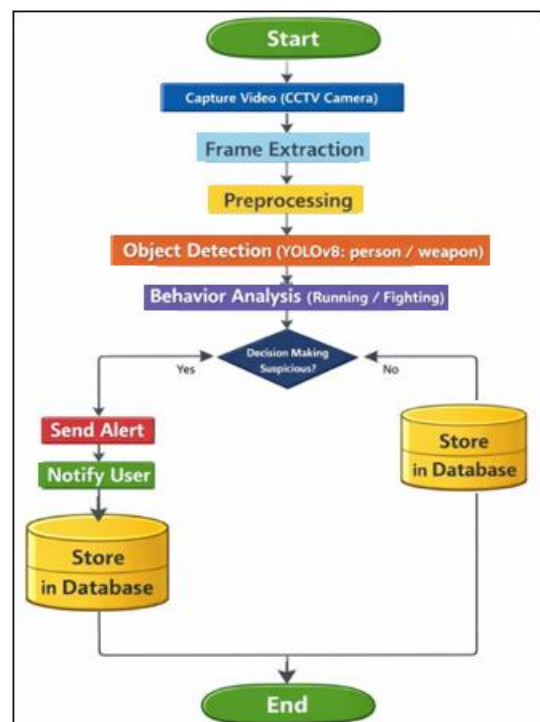 Start
Capture Video (CCTV Camera)
Frame Extraction
Preprocessing
Object Detection (YOLOv8: person / weapon)
Behavior Analysis (Running / Fighting)
Decision Making
Suspicious?
Yes
No
Send Alert
Notify User
Store
in Database
Store
in Database
End